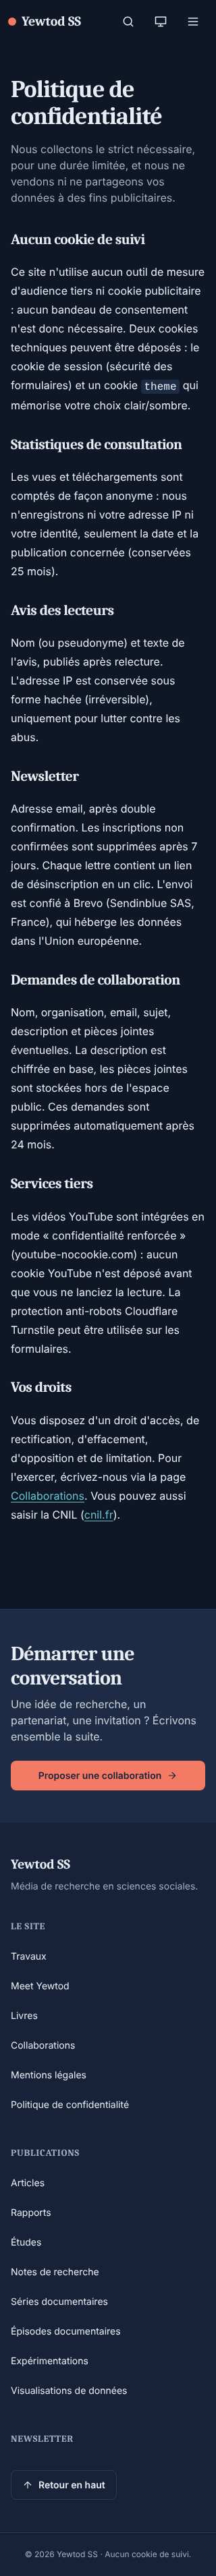 Yewtod SS
Politique de
confidentialité
Nous collectons le strict nécessaire,
pour une durée limitée, et nous ne
vendons ni ne partageons vos
données à des fins publicitaires.
Aucun cookie de suivi
Ce site n'utilise aucun outil de mesure
d'audience tiers ni cookie publicitaire
: aucun bandeau de consentement
n'est donc nécessaire. Deux cookies
techniques peuvent être déposés : le
cookie de session (sécurité des
formulaires) et un cookie theme qui
mémorise votre choix clair/sombre.
Statistiques de consultation
Les vues et téléchargements sont
comptés de façon anonyme : nous
n'enregistrons ni votre adresse IP ni
votre identité, seulement la date et la
publication concernée (conservées
25 mois).
Avis des lecteurs
Nom (ou pseudonyme) et texte de
l'avis, publiés après relecture.
L'adresse IP est conservée sous
forme hachée (irréversible),
uniquement pour lutter contre les
abus.
Newsletter
Adresse email, après double
confirmation. Les inscriptions non
confirmées sont supprimées après 7
jours. Chaque lettre contient un lien
de désinscription en un clic. L'envoi
est confié à Brevo (Sendinblue SAS,
France), qui héberge les données
dans l'Union européenne.
Demandes de collaboration
Nom, organisation, email, sujet,
description et pièces jointes
éventuelles. La description est
chiffrée en base, les pièces jointes
sont stockées hors de l'espace
public. Ces demandes sont
supprimées automatiquement après
24 mois.
Services tiers
Les vidéos YouTube sont intégrées en
mode « confidentialité renforcée »
(youtube-nocookie.com) : aucun
cookie YouTube n'est déposé avant
que vous ne lanciez la lecture. La
protection anti-robots Cloudflare
Turnstile peut être utilisée sur les
formulaires.
Vos droits
Vous disposez d'un droit d'accès, de
rectification, d'effacement,
d'opposition et de limitation. Pour
l'exercer, écrivez-nous via la page
Collaborations. Vous pouvez aussi
saisir la CNIL (cnil.fr).
Démarrer une
conversation
Une idée de recherche, un
partenariat, une invitation ? Écrivons
ensemble la suite.
Proposer une collaboration →
Yewtod SS
Média de recherche en sciences sociales.
LE SITE
Travaux
Meet Yewtod
Livres
Collaborations
Mentions légales
Politique de confidentialité
PUBLICATIONS
Articles
Rapports
Études
Notes de recherche
Séries documentaires
Épisodes documentaires
Expérimentations
Visualisations de données
NEWSLETTER
↑ Retour en haut
© 2026 Yewtod SS · Aucun cookie de suivi.